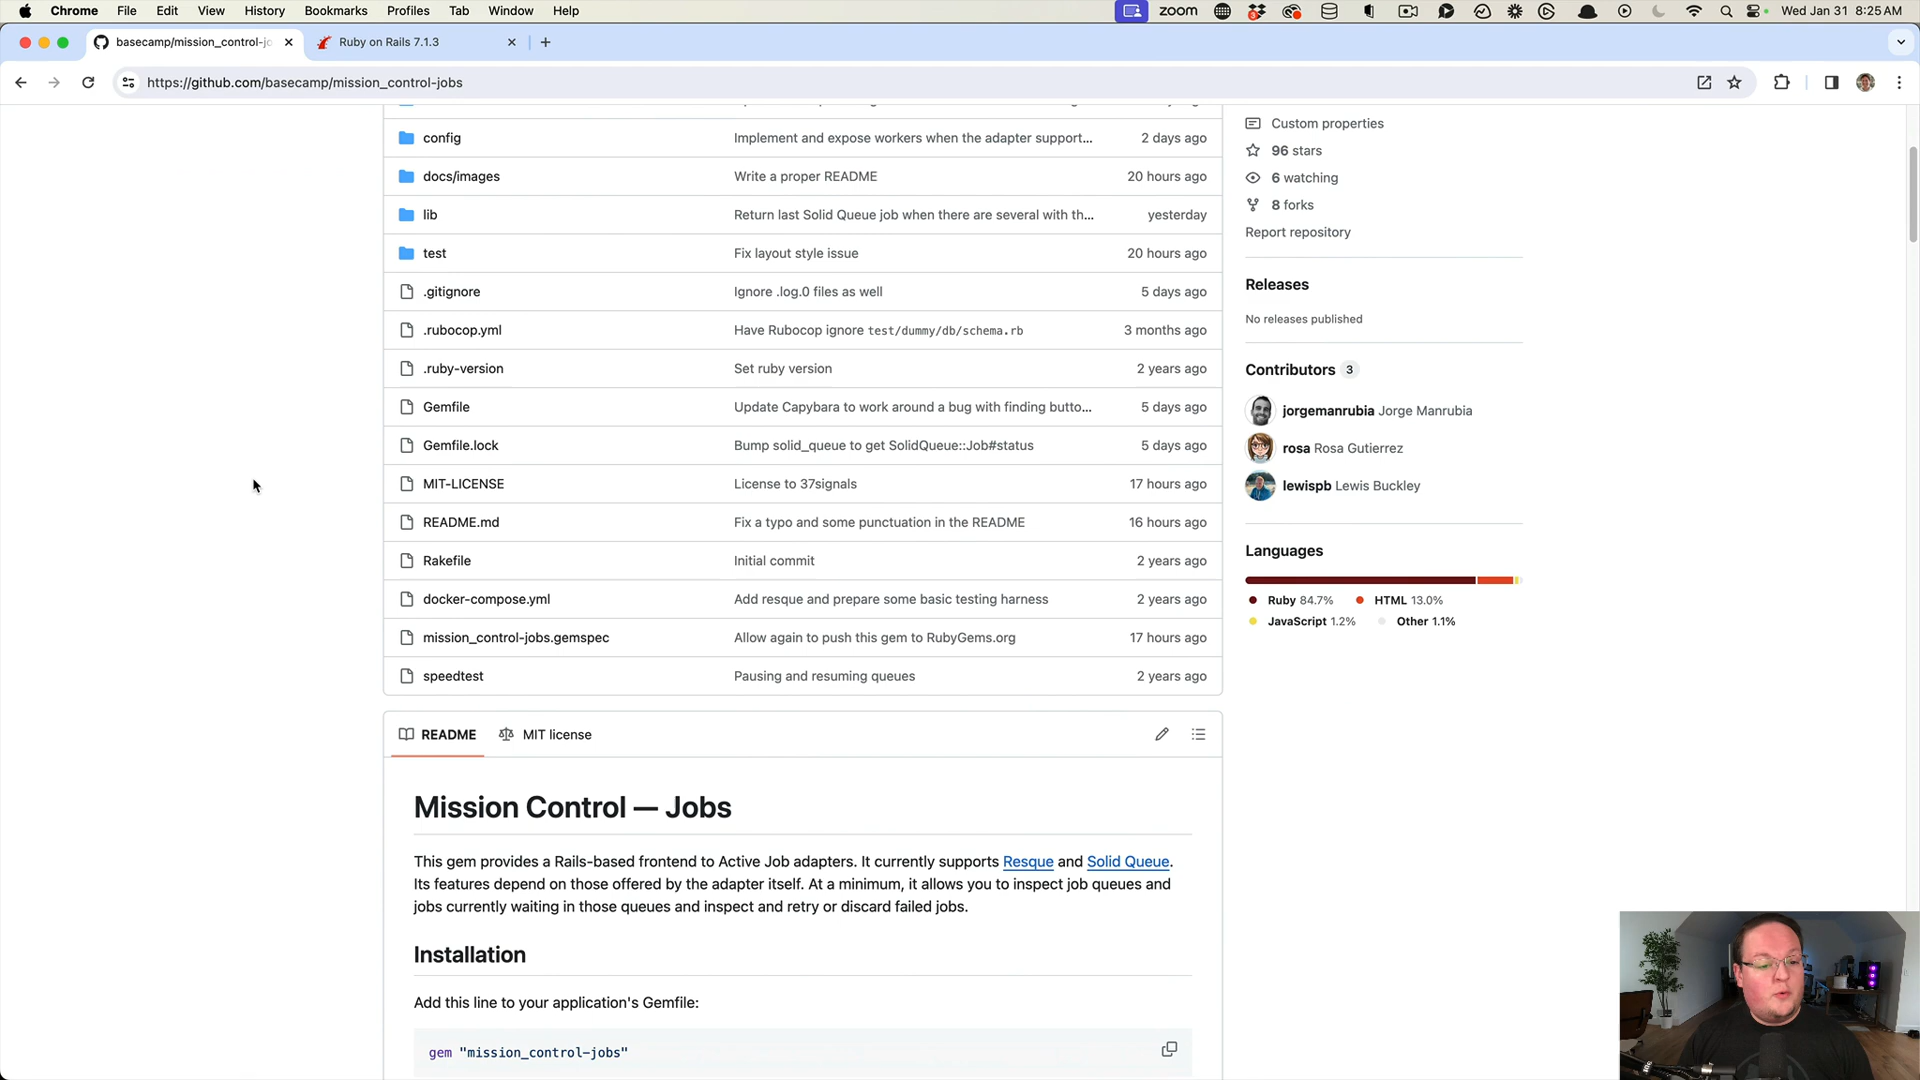 Chrome File Edit View History Bookmarks Profiles Tab Window Help zoom Wed Jan 31 8:25 AM
basecamp/mission_control-jo Ruby on Rails 7.1.3
https://github.com/basecamp/mission_control-jobs
config Implement and expose workers when the adapter support... 2 days ago
docs/images Write a proper README 20 hours ago
lib Return last Solid Queue job when there are several with th... yesterday
test Fix layout style issue 20 hours ago
.gitignore Ignore .log.0 files as well 5 days ago
.rubocop.yml Have Rubocop ignore test/dummy/db/schema.rb 3 months ago
.ruby-version Set ruby version 2 years ago
Gemfile Update Capybara to work around a bug with finding butto... 5 days ago
Gemfile.lock Bump solid_queue to get SolidQueue::Job#status 5 days ago
MIT-LICENSE License to 37signals 17 hours ago
README.md Fix a typo and some punctuation in the README 16 hours ago
Rakefile Initial commit 2 years ago
docker-compose.yml Add resque and prepare some basic testing harness 2 years ago
mission_control-jobs.gemspec Allow again to push this gem to RubyGems.org 17 hours ago
speedtest Pausing and resuming queues 2 years ago
README MIT license
Mission Control — Jobs
This gem provides a Rails-based frontend to Active Job adapters. It currently supports Resque and Solid Queue.
Its features depend on those offered by the adapter itself. At a minimum, it allows you to inspect job queues and
jobs currently waiting in those queues and inspect and retry or discard failed jobs.
Installation
Add this line to your application's Gemfile:
gem "mission_control-jobs"
Custom properties
96 stars
6 watching
8 forks
Report repository
Releases
No releases published
Contributors 3
jorgemanrubia Jorge Manrubia
rosa Rosa Gutierrez
lewispb Lewis Buckley
Languages
Ruby 84.7% HTML 13.0%
JavaScript 1.2% Other 1.1%